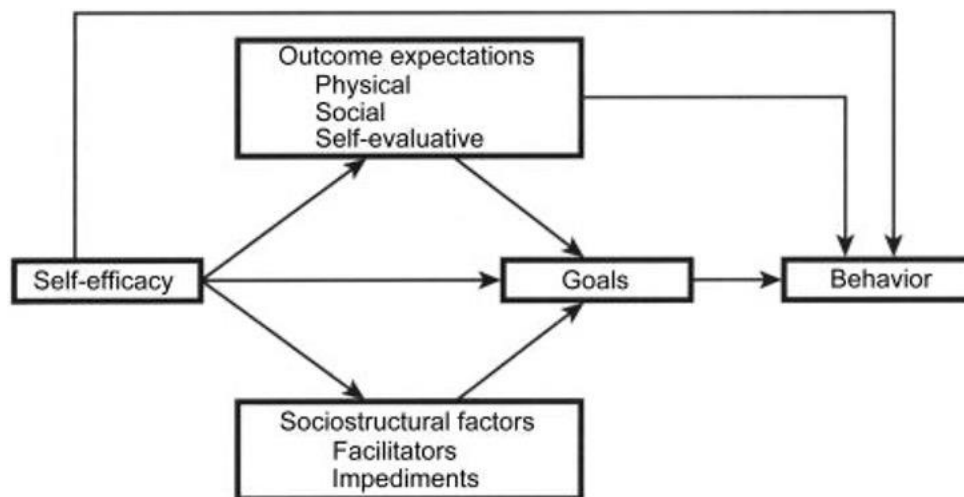 Outcome expectations
Physical
Social
Self-evaluative
Self-efficacy
Goals
Behavior
Sociostructural factors
Facilitators
Impediments